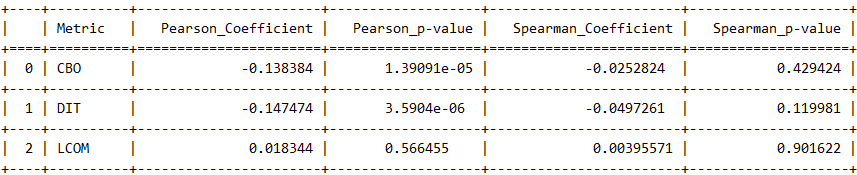 +----+----------+-----------------------+-------------------+------------------------+--------------------+
|    | Metric   |   Pearson_Coefficient |   Pearson_p-value |   Spearman_Coefficient |   Spearman_p-value |
+====+==========+=======================+===================+========================+====================+
|  0 | CBO      |             -0.138384 |       1.39091e-05 |             -0.0252824 |           0.429424 |
+----+----------+-----------------------+-------------------+------------------------+--------------------+
|  1 | DIT      |             -0.147474 |        3.5904e-06 |             -0.0497261 |           0.119981 |
+----+----------+-----------------------+-------------------+------------------------+--------------------+
|  2 | LCOM     |              0.018344 |          0.566455 |             0.00395571 |           0.901622 |
+----+----------+-----------------------+-------------------+------------------------+--------------------+